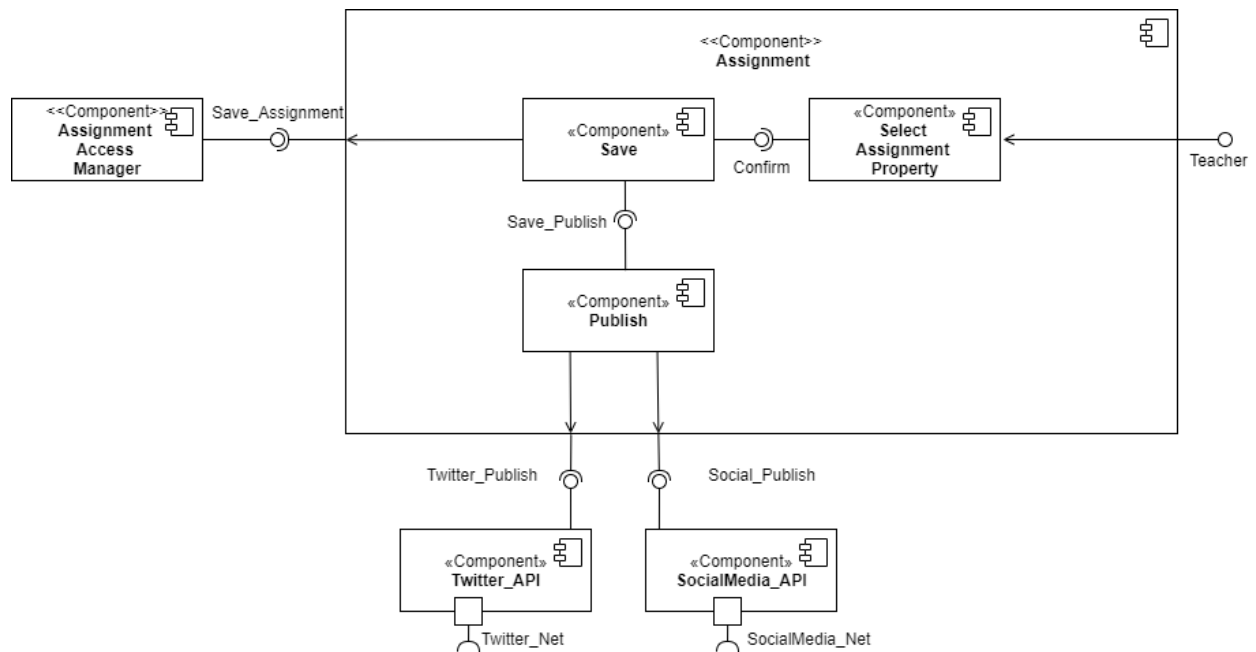 <<Component>>
Assignment
<<Component>>
Assignment
Access
Manager
Save_Assignment
«Component»
Save
Confirm
«Component»
Select
Assignment
Property
Teacher
Save_Publish
«Component»
Publish
Twitter_Publish
Social_Publish
«Component»
Twitter_API
«Component»
SocialMedia_API
Twitter_Net
SocialMedia_Net